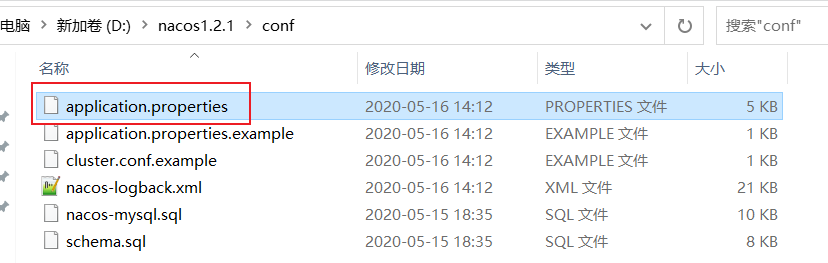 电脑 › 新加卷 (D:) › nacos1.2.1 › conf 搜索"conf"
名称 修改日期 类型 大小
application.properties 2020-05-16 14:12 PROPERTIES 文件 5 KB
application.properties.example 2020-05-16 14:12 EXAMPLE 文件 1 KB
cluster.conf.example 2020-05-16 14:12 EXAMPLE 文件 1 KB
nacos-logback.xml 2020-05-16 14:12 XML 文件 21 KB
nacos-mysql.sql 2020-05-15 18:35 SQL 文件 10 KB
schema.sql 2020-05-15 18:35 SQL 文件 8 KB